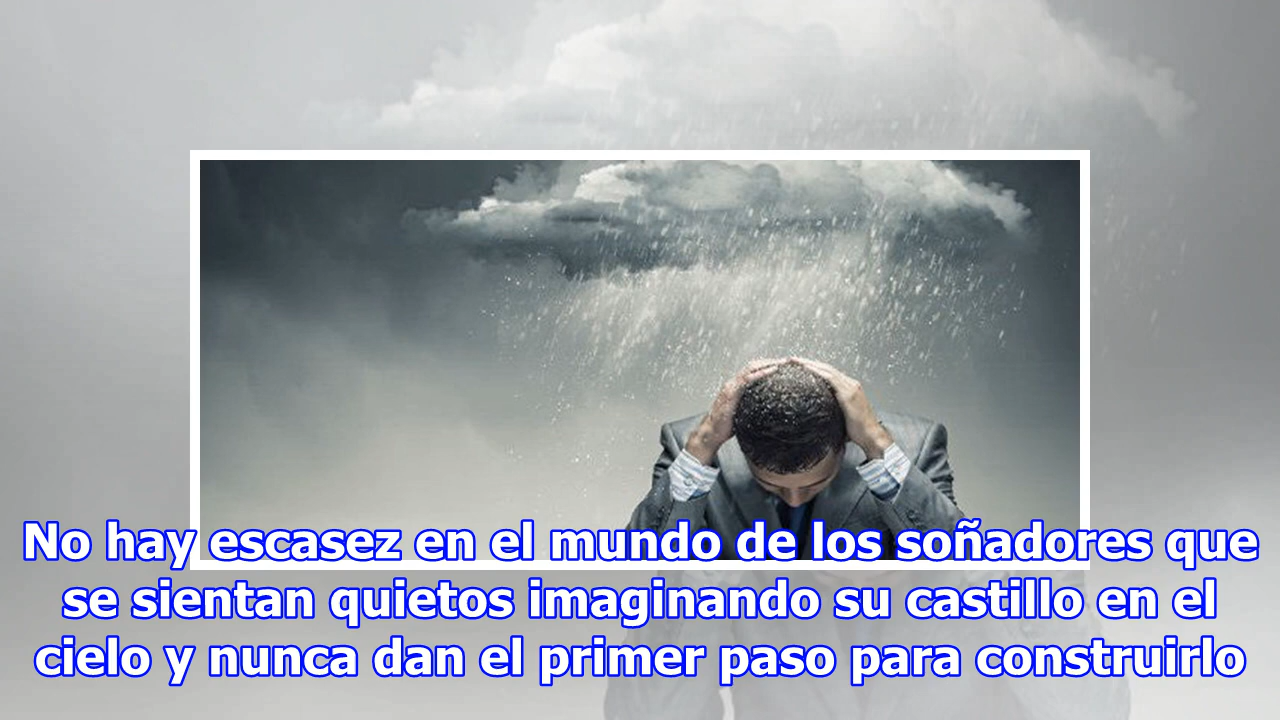 No hay escasez en el mundo de los soñadores que
se sientan quietos imaginando su castillo en el
cielo y nunca dan el primer paso para construirlo